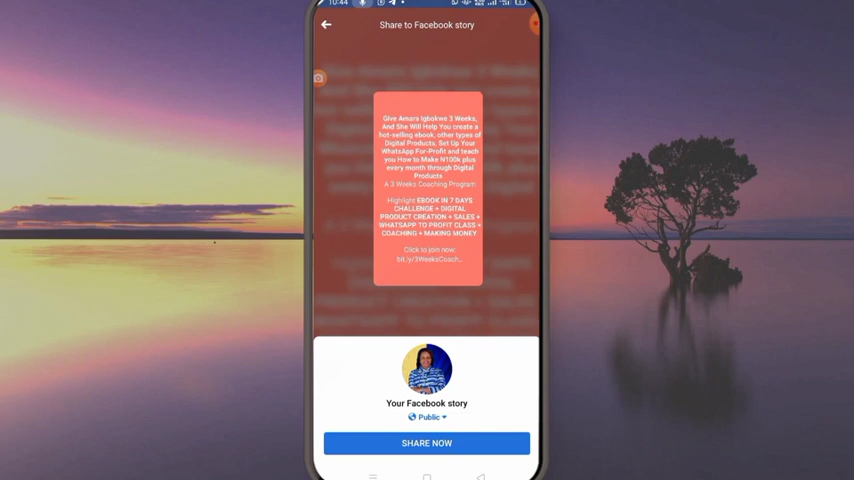 10:44
Share to Facebook story
Give Amara Igbokwe 3 Weeks,
And She Will Help You create a
hot-selling ebook, other types of
Digital Products, Set Up Your
WhatsApp For-Profit and teach
you How to Make N100k plus
every month through Digital
Products
A 3 Weeks Coaching Program
Highlight EBOOK IN 7 DAYS
CHALLENGE + DIGITAL
PRODUCT CREATION + SALES +
WHATSAPP TO PROFIT CLASS +
COACHING + MAKING MONEY
Click to join now:
bit.ly/3WeeksCoach...
Your Facebook story
Public
SHARE NOW